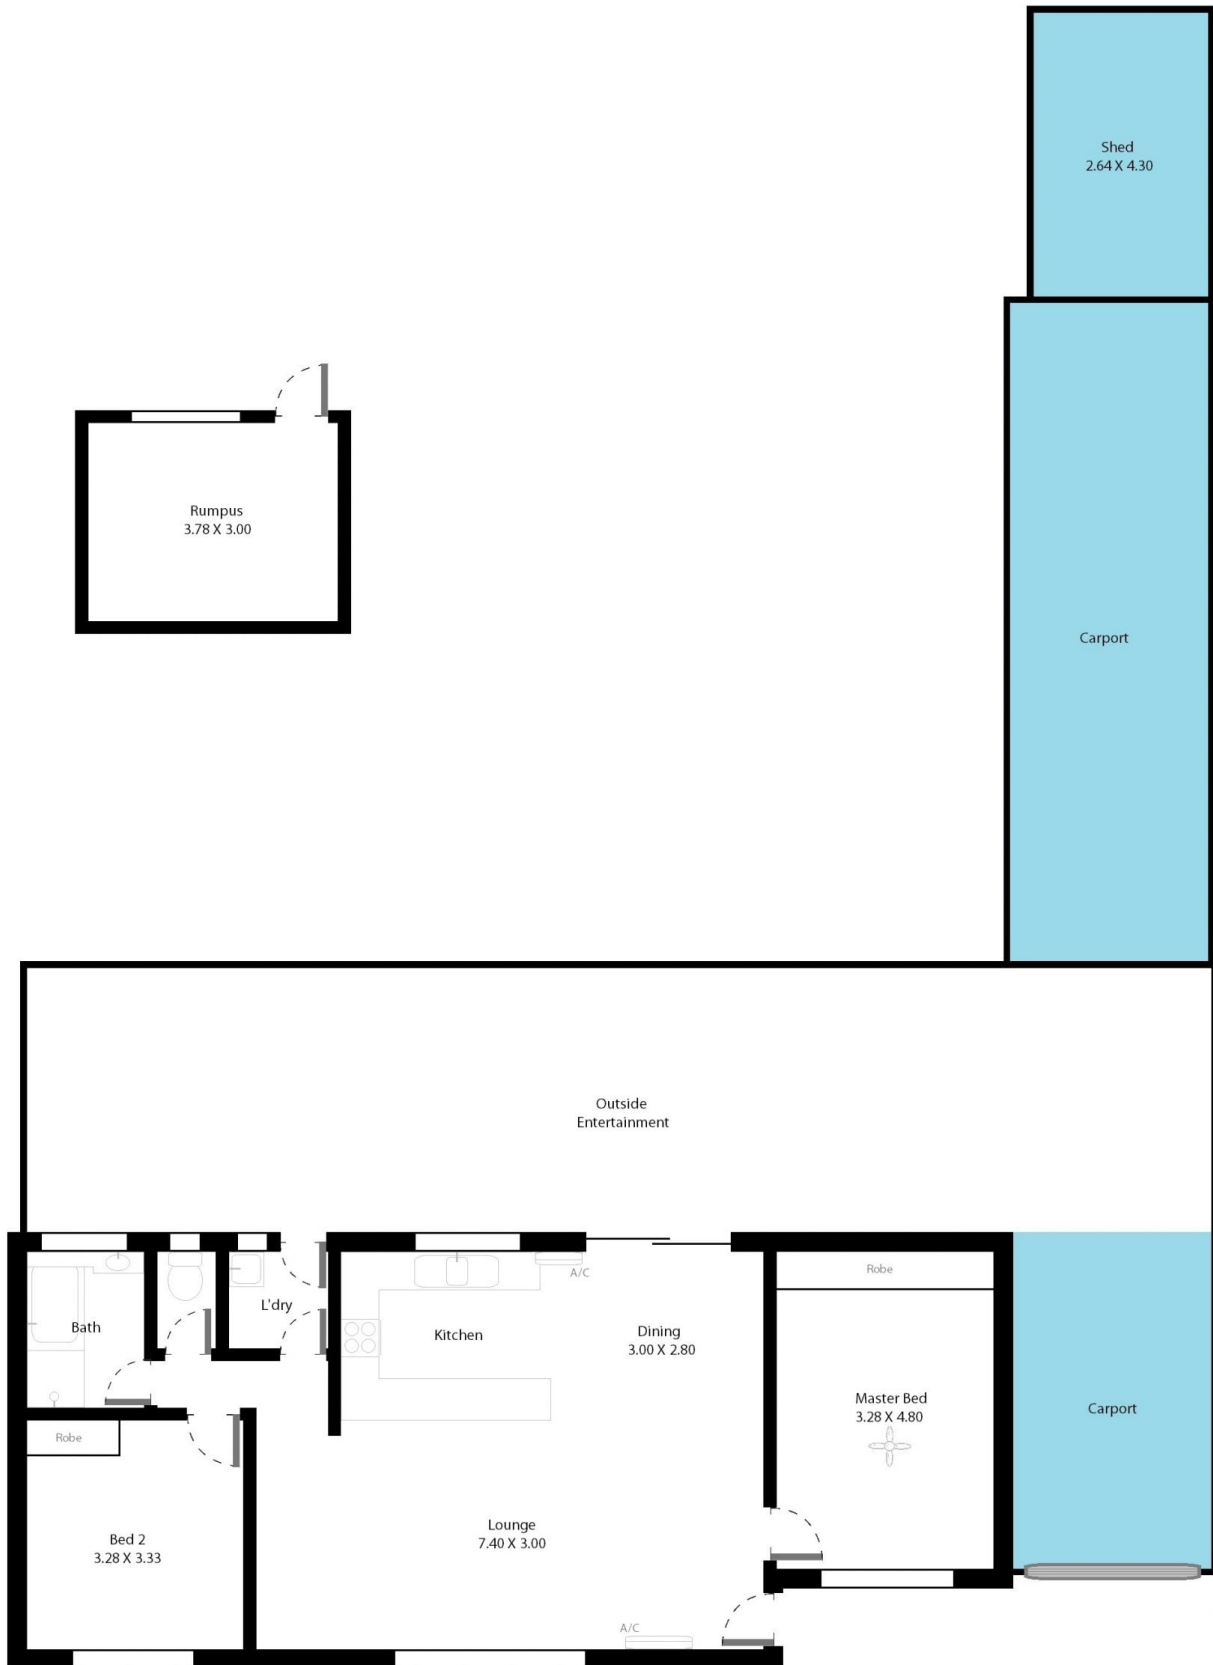 Shed
2.64 X 4.30
Rumpus
3.78 X 3.00
Carport
Outside
Entertainment
Robe
A/C
L'dry
Bath
Kitchen
Dining
3.00 X 2.80
Master Bed
3.28 X 4.80
Carport
Robe
Lounge
7.40 X 3.00
Bed 2
3.28 X 3.33
A/C